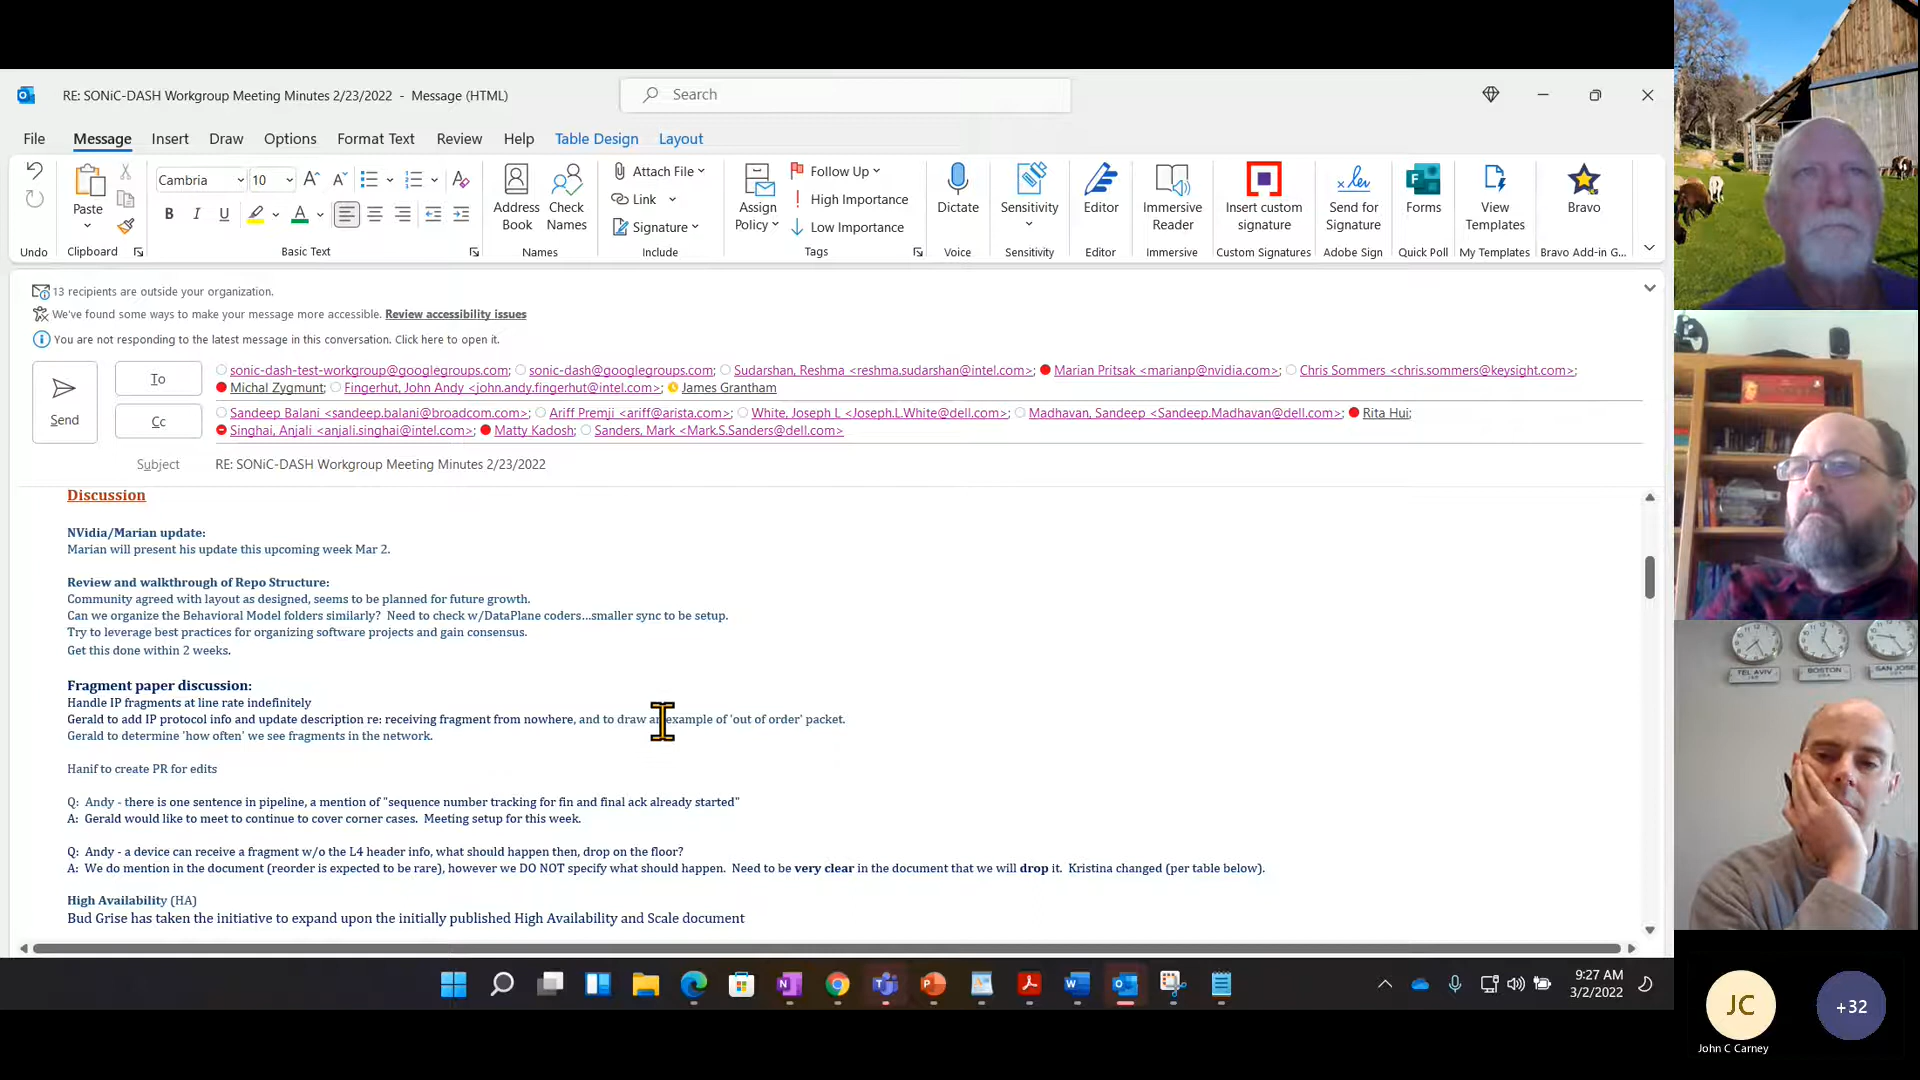 RE: SONiC-DASH Workgroup Meeting Minutes 2/23/2022 - Message (HTML)
Search
File Message Insert Draw Options Format Text Review Help Table Design Layout
Paste
Cambria 10
B I U
Address Book
Check Names
Attach File
Link
Signature
Assign Policy
Follow Up
High Importance
Low Importance
Dictate
Sensitivity
Editor
Immersive Reader
Insert custom signature
Send for Signature
Forms
View Templates
Bravo
Undo Clipboard Basic Text Names Include Tags Voice Sensitivity Editor Immersive Custom Signatures Adobe Sign Quick Poll My Templates Bravo Add-in G...
13 recipients are outside your organization.
We've found some ways to make your message more accessible. Review accessibility issues
You are not responding to the latest message in this conversation. Click here to open it.
Send
To
sonic-dash-test-workgroup@googlegroups.com; sonic-dash@googlegroups.com; Sudarshan, Reshma <reshma.sudarshan@intel.com>; Marian Pritsak <marianp@nvidia.com>; Chris Sommers <chris.sommers@keysight.com>;
Michal Zygmunt; Fingerhut, John Andy <john.andy.fingerhut@intel.com>; James Grantham
Cc
Sandeep Balani <sandeep.balani@broadcom.com>; Ariff Premji <ariff@arista.com>; White, Joseph L <Joseph.L.White@dell.com>; Madhavan, Sandeep <Sandeep.Madhavan@dell.com>; Rita Hui;
Singhai, Anjali <anjali.singhai@intel.com>; Matty Kadosh; Sanders, Mark <Mark.S.Sanders@dell.com>
Subject RE: SONiC-DASH Workgroup Meeting Minutes 2/23/2022
Discussion
NVidia/Marian update:
Marian will present his update this upcoming week Mar 2.
Review and walkthrough of Repo Structure:
Community agreed with layout as designed, seems to be planned for future growth.
Can we organize the Behavioral Model folders similarly? Need to check w/DataPlane coders...smaller sync to be setup.
Try to leverage best practices for organizing software projects and gain consensus.
Get this done within 2 weeks.
Fragment paper discussion:
Handle IP fragments at line rate indefinitely
Gerald to add IP protocol info and update description re: receiving fragment from nowhere, and to draw an example of 'out of order' packet.
Gerald to determine 'how often' we see fragments in the network.
Hanif to create PR for edits
Q: Andy - there is one sentence in pipeline, a mention of "sequence number tracking for fin and final ack already started"
A: Gerald would like to meet to continue to cover corner cases. Meeting setup for this week.
Q: Andy - a device can receive a fragment w/o the L4 header info, what should happen then, drop on the floor?
A: We do mention in the document (reorder is expected to be rare), however we DO NOT specify what should happen. Need to be very clear in the document that we will drop it. Kristina changed (per table below).
High Availability (HA)
Bud Grise has taken the initiative to expand upon the initially published High Availability and Scale document
9:27 AM
3/2/2022
TEL AVIV
BOSTON
SAN JOSE
JC
+32
John C Carney